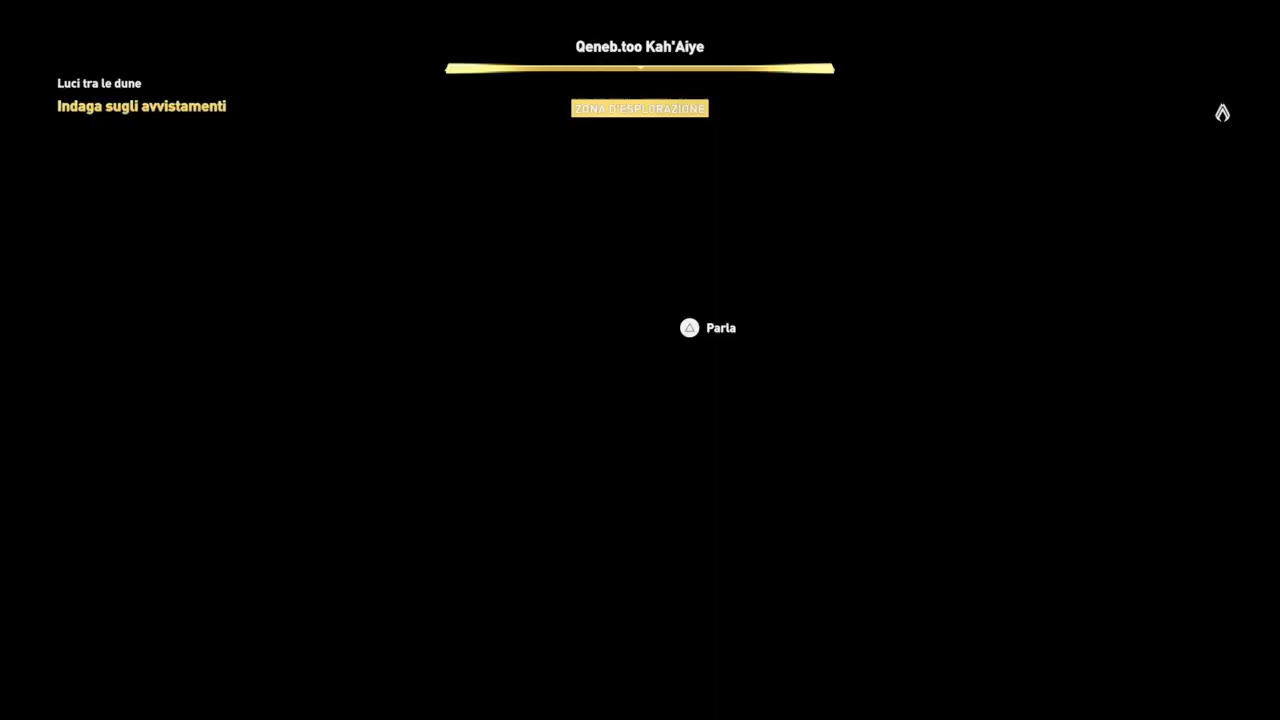 Qeneb.too Kah'Aiye
Luci tra le dune
Indaga sugli avvistamenti
ZONA D'ESPLORAZIONE
Parla